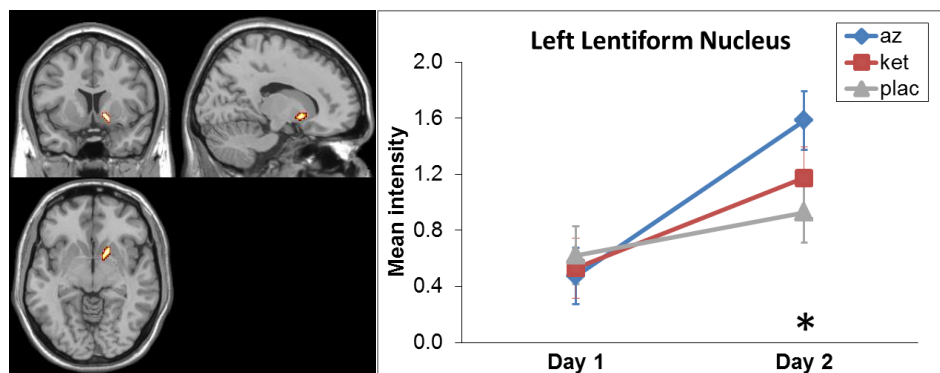 Left Lentiform Nucleus
az
ket
plac
Mean intensity
2.0
1.6
1.2
0.8
0.4
0.0
*
Day 1 Day 2